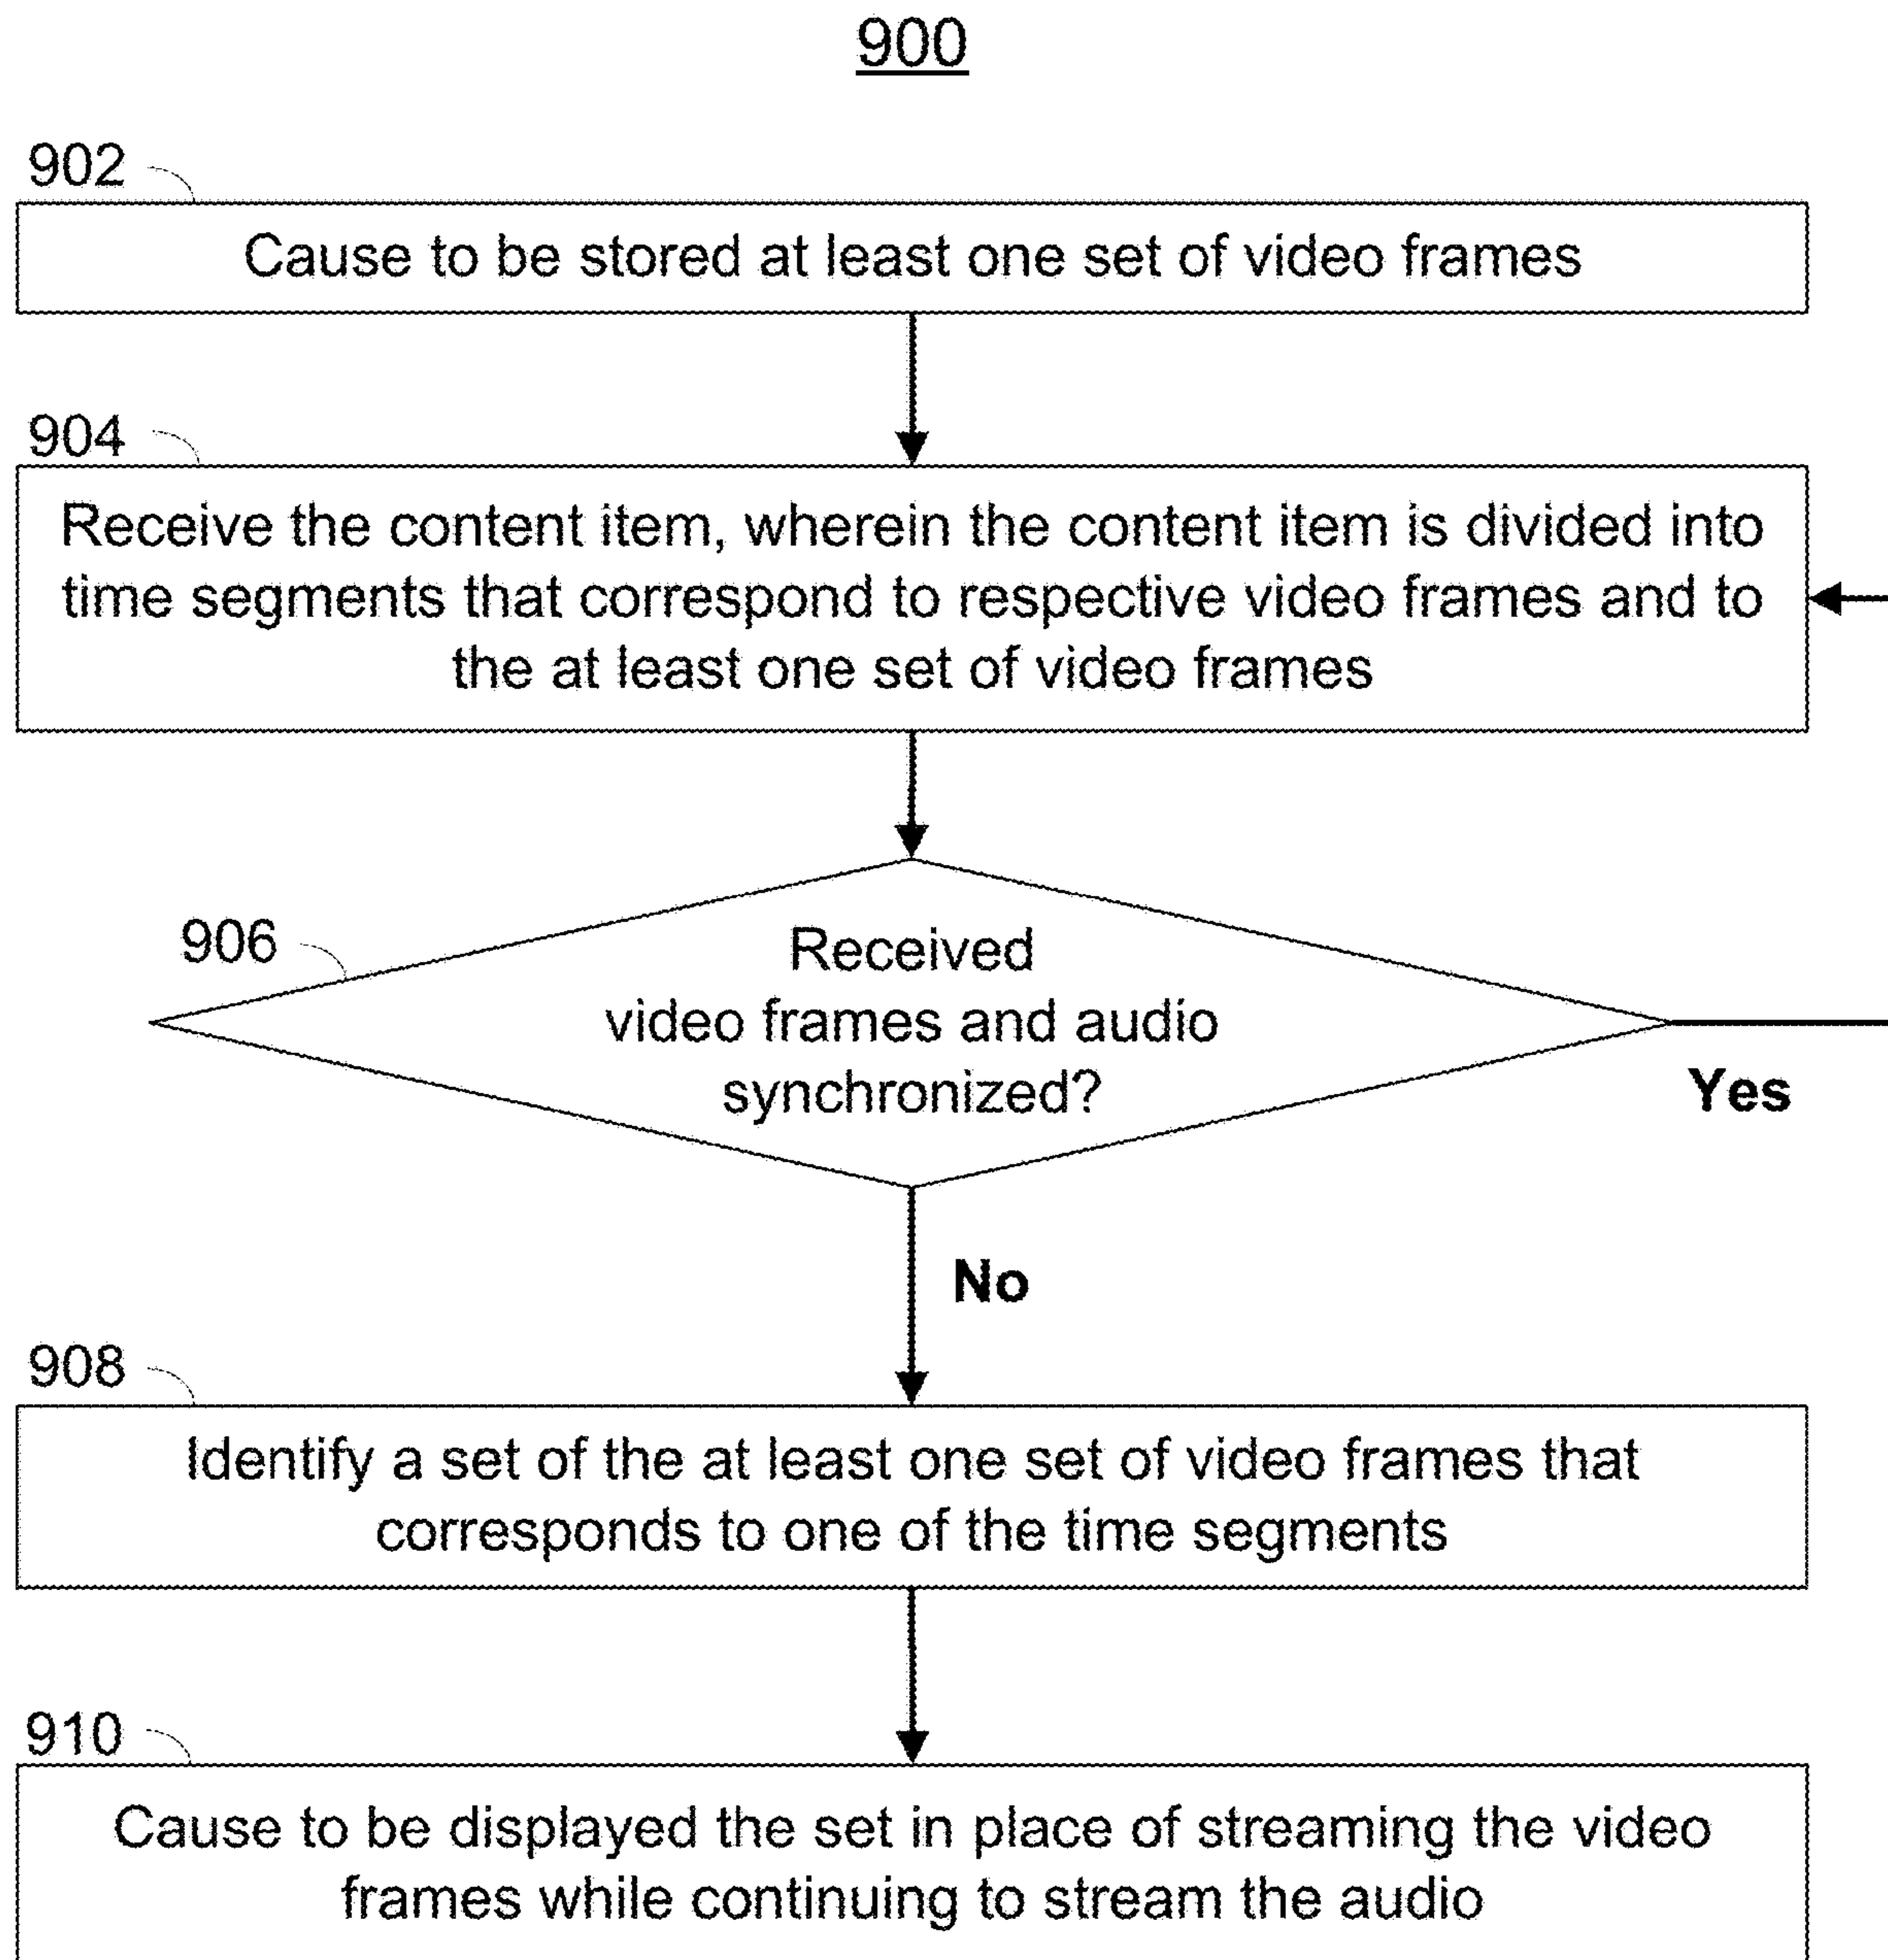 900
902
Cause to be stored at least one set of video frames
904
Receive the content item, wherein the content item is divided into
time segments that correspond to respective video frames and to
the at least one set of video frames
906
Received
video frames and audio
synchronized?
Yes
No
908
Identify a set of the at least one set of video frames that
corresponds to one of the time segments
910
Cause to be displayed the set in place of streaming the video
frames while continuing to stream the audio